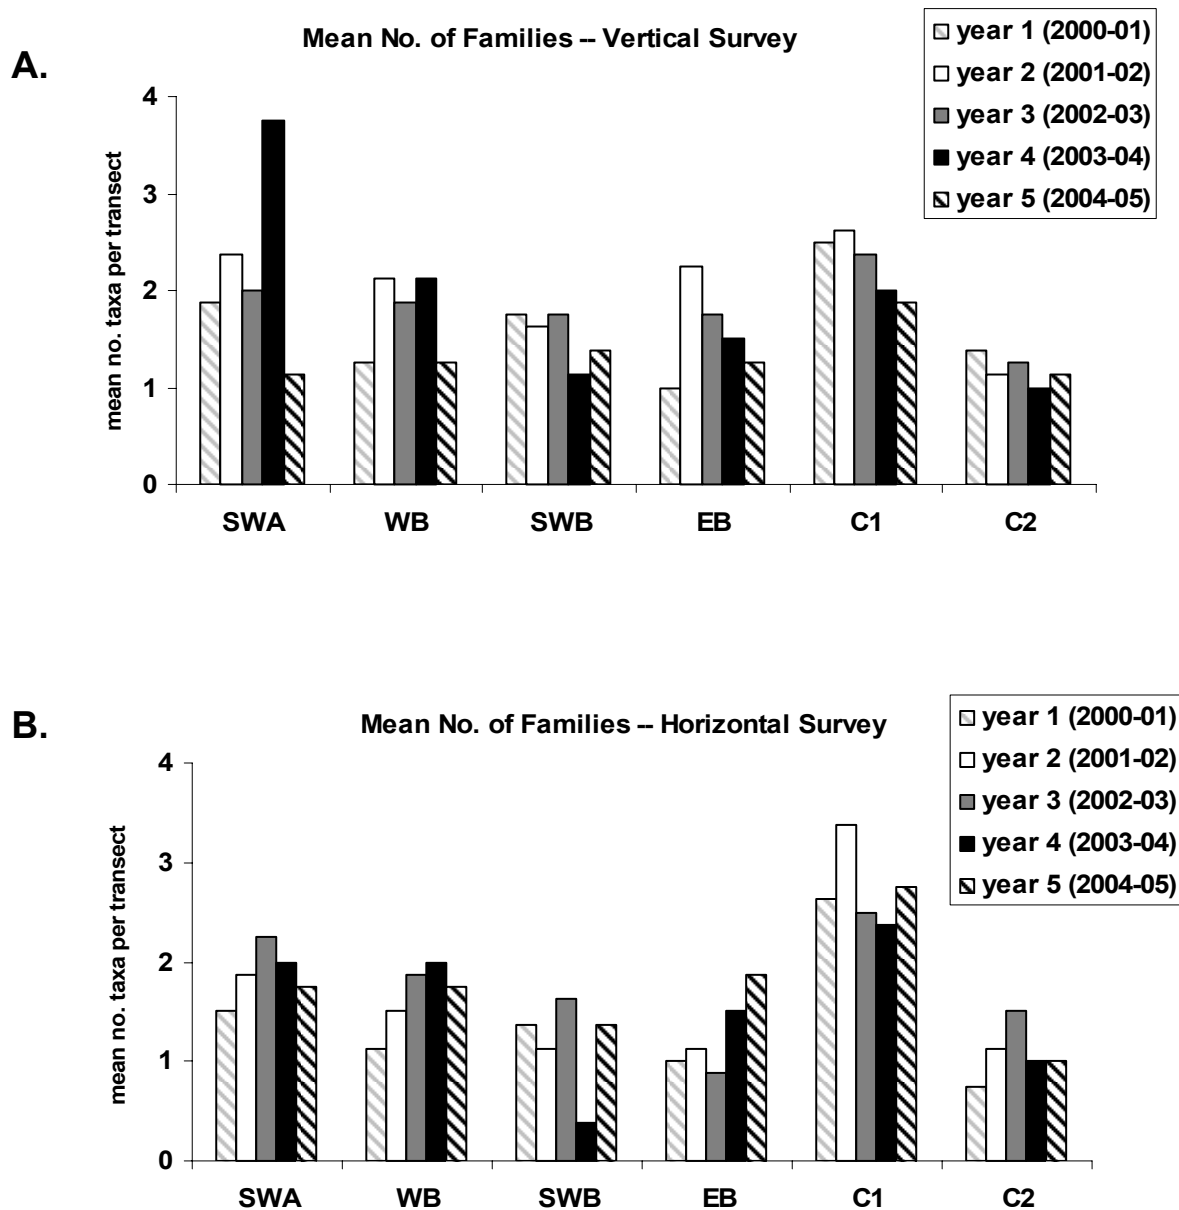 A.
Mean No. of Families -- Vertical Survey
year 1 (2000-01)
year 2 (2001-02)
year 3 (2002-03)
year 4 (2003-04)
year 5 (2004-05)
mean no. taxa per transect
4
3
2
1
0
SWA WB SWB EB C1 C2
B.
Mean No. of Families -- Horizontal Survey
year 1 (2000-01)
year 2 (2001-02)
year 3 (2002-03)
year 4 (2003-04)
year 5 (2004-05)
mean no. taxa per transect
4
3
2
1
0
SWA WB SWB EB C1 C2